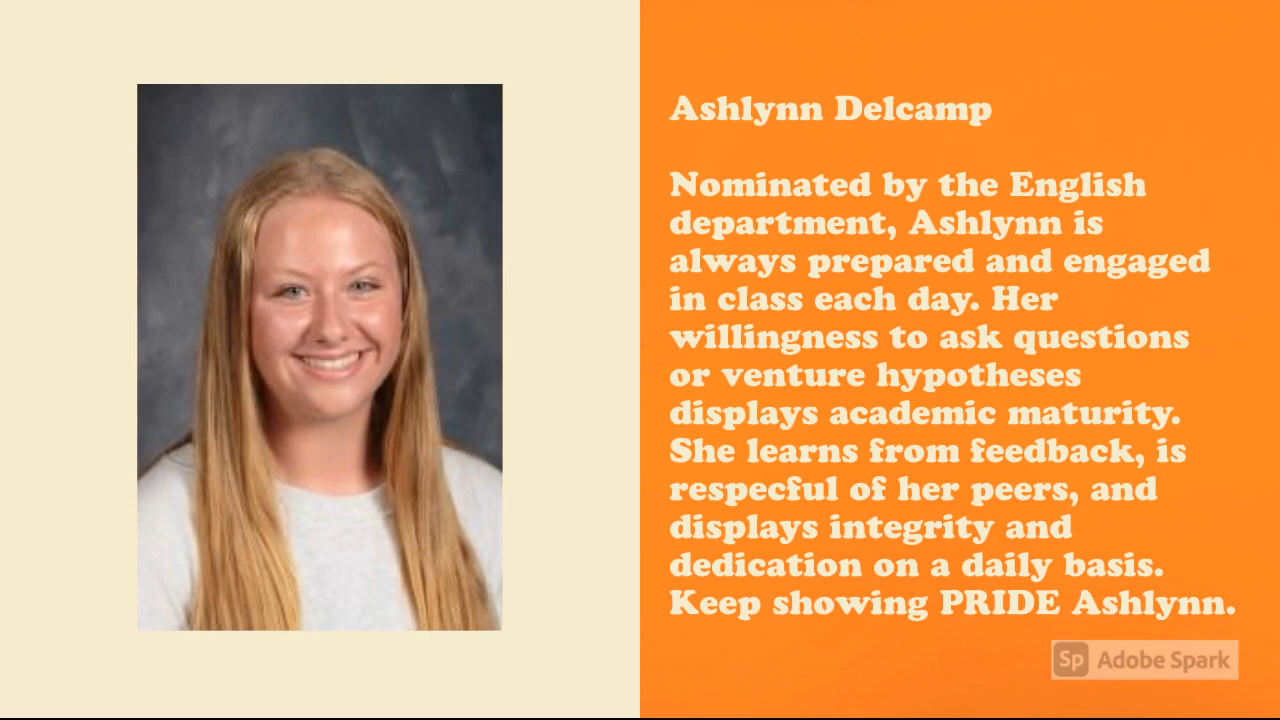 Ashlynn Delcamp
Nominated by the English
department, Ashlynn is
always prepared and engaged
in class each day. Her
willingness to ask questions
or venture hypotheses
displays academic maturity.
She learns from feedback, is
respecful of her peers, and
displays integrity and
dedication on a daily basis.
Keep showing PRIDE Ashlynn.
Sp Adobe Spark